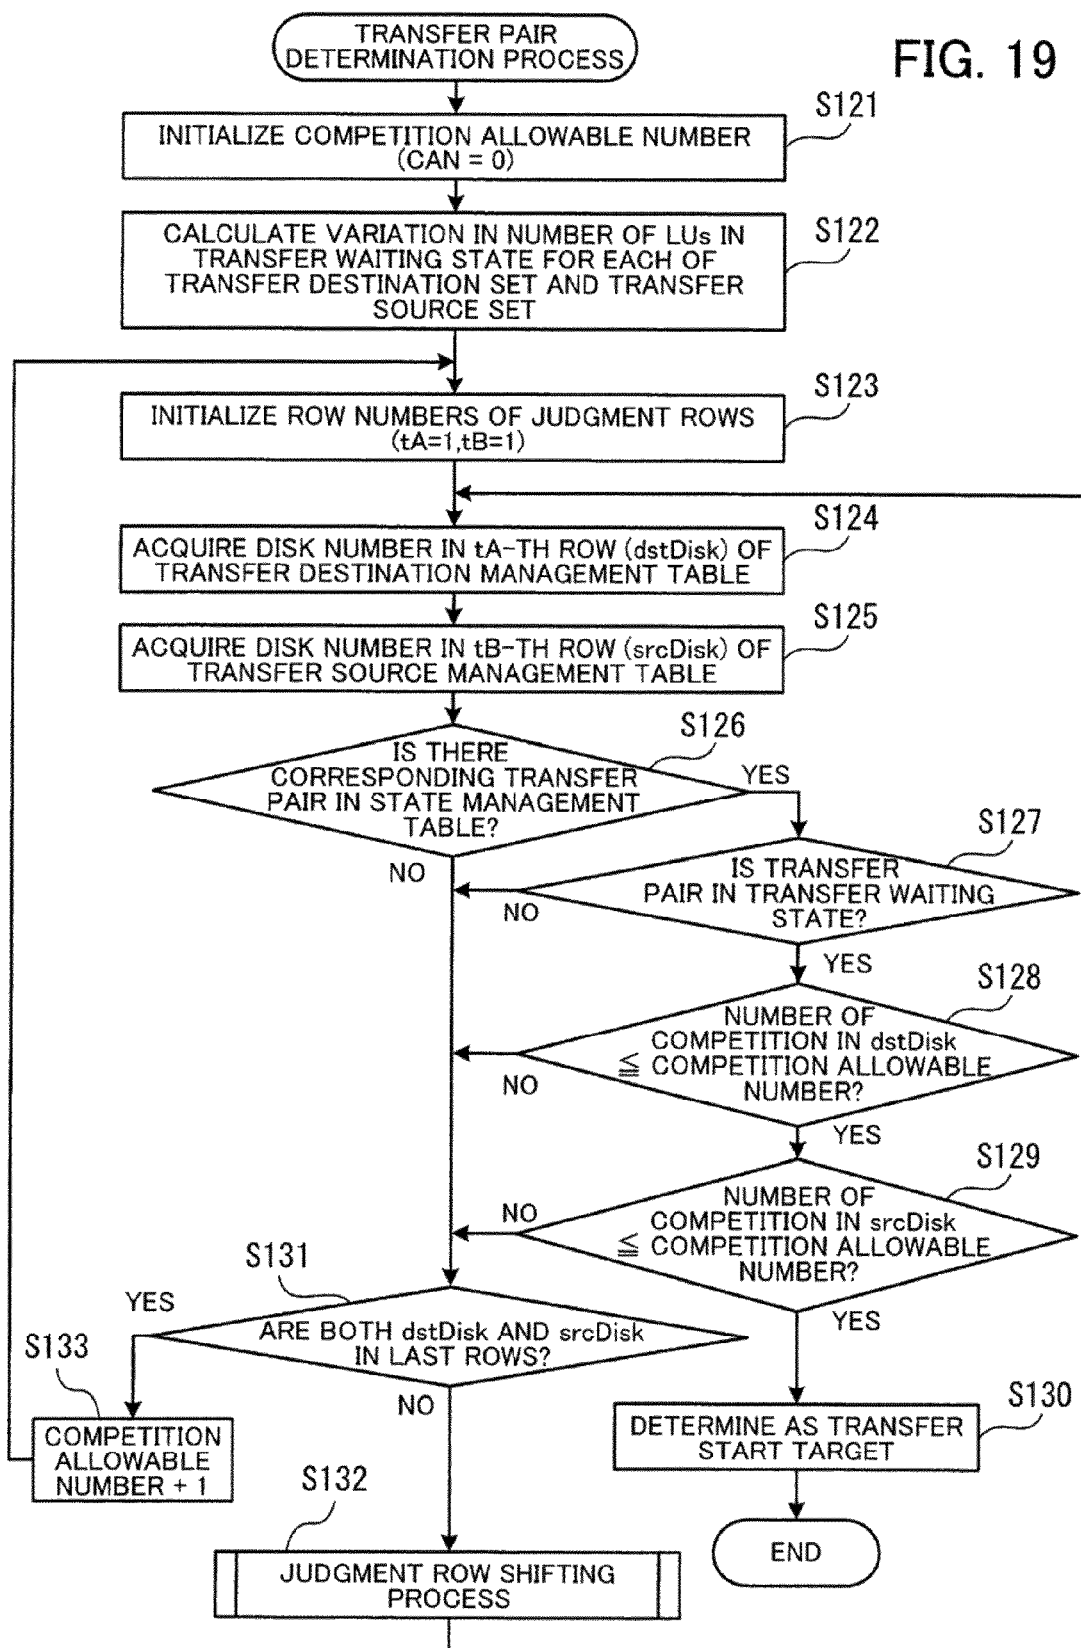 TRANSFER PAIR
DETERMINATION PROCESS
FIG. 19
S121
INITIALIZE COMPETITION ALLOWABLE NUMBER
(CAN = 0)
S122
CALCULATE VARIATION IN NUMBER OF LUs IN
TRANSFER WAITING STATE FOR EACH OF
TRANSFER DESTINATION SET AND TRANSFER
SOURCE SET
S123
INITIALIZE ROW NUMBERS OF JUDGMENT ROWS
(tA=1,tB=1)
S124
ACQUIRE DISK NUMBER IN tA-TH ROW (dstDisk) OF
TRANSFER DESTINATION MANAGEMENT TABLE
S125
ACQUIRE DISK NUMBER IN tB-TH ROW (srcDisk) OF
TRANSFER SOURCE MANAGEMENT TABLE
S126
IS THERE
CORRESPONDING TRANSFER
PAIR IN STATE MANAGEMENT
TABLE?
YES
NO
S127
IS TRANSFER
PAIR IN TRANSFER WAITING
STATE?
NO
YES
S128
NUMBER OF
COMPETITION IN dstDisk
≦ COMPETITION ALLOWABLE
NUMBER?
NO
YES
S129
NUMBER OF
COMPETITION IN srcDisk
≦ COMPETITION ALLOWABLE
NUMBER?
NO
YES
S131
ARE BOTH dstDisk AND srcDisk
IN LAST ROWS?
YES
NO
S133
COMPETITION
ALLOWABLE
NUMBER + 1
S130
DETERMINE AS TRANSFER
START TARGET
S132
JUDGMENT ROW SHIFTING
PROCESS
END